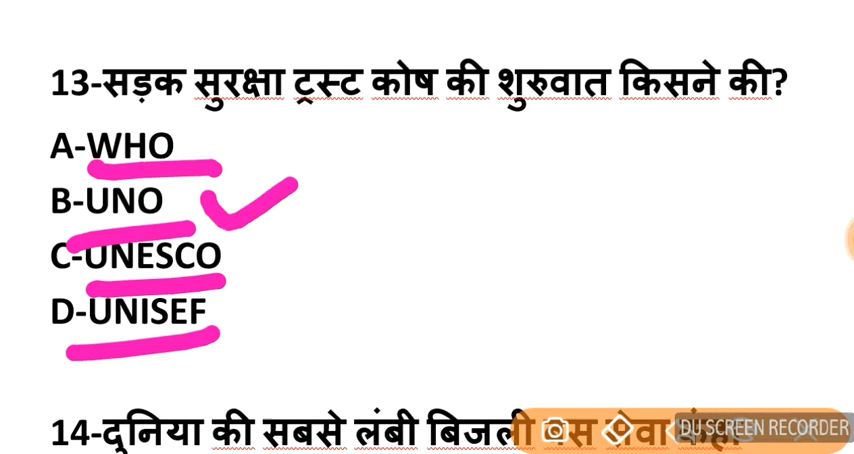 13-सड़क सुरक्षा ट्रस्ट कोष की शुरुवात किसने की?
A-WHO
B-UNO
C-UNESCO
D-UNISEF
14-दुनिया की सबसे लंबी बिजली
DU SCREEN RECORDER